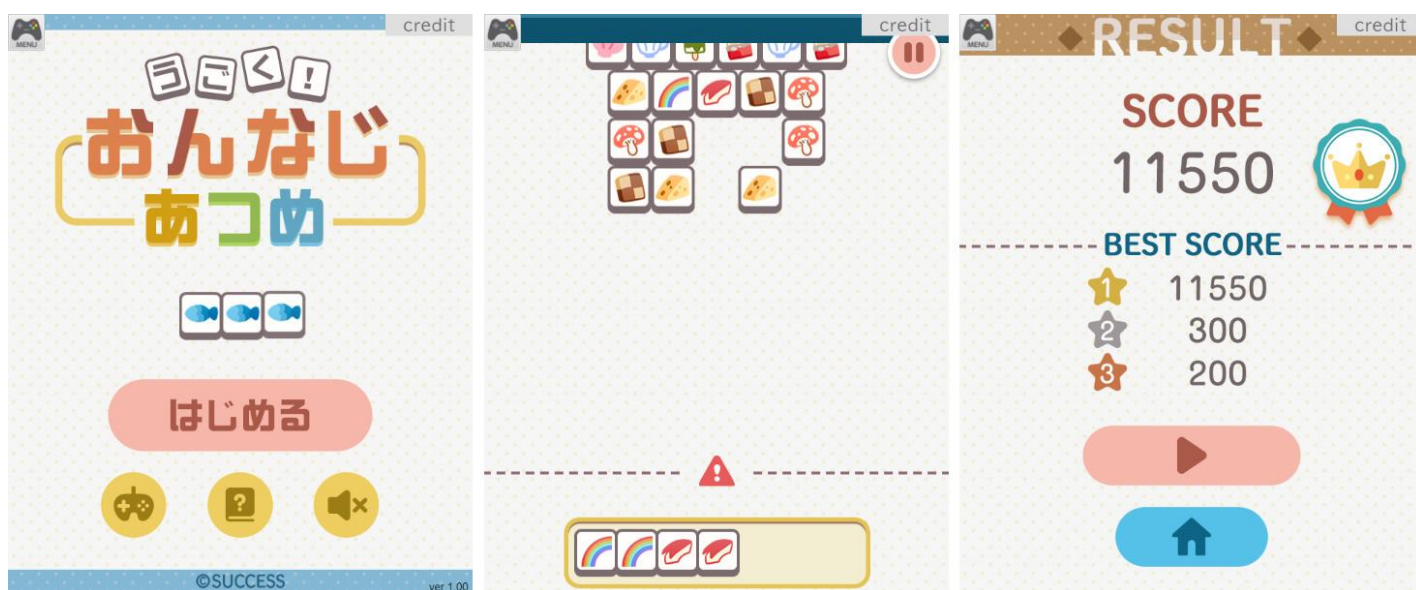 MENU
credit
うごく!
おんなじ
あつめ
はじめる
?
©SUCCESS
ver 1.00
MENU
credit
!
MENU
credit
RESULT
SCORE
11550
BEST SCORE
1 11550
2 300
3 200